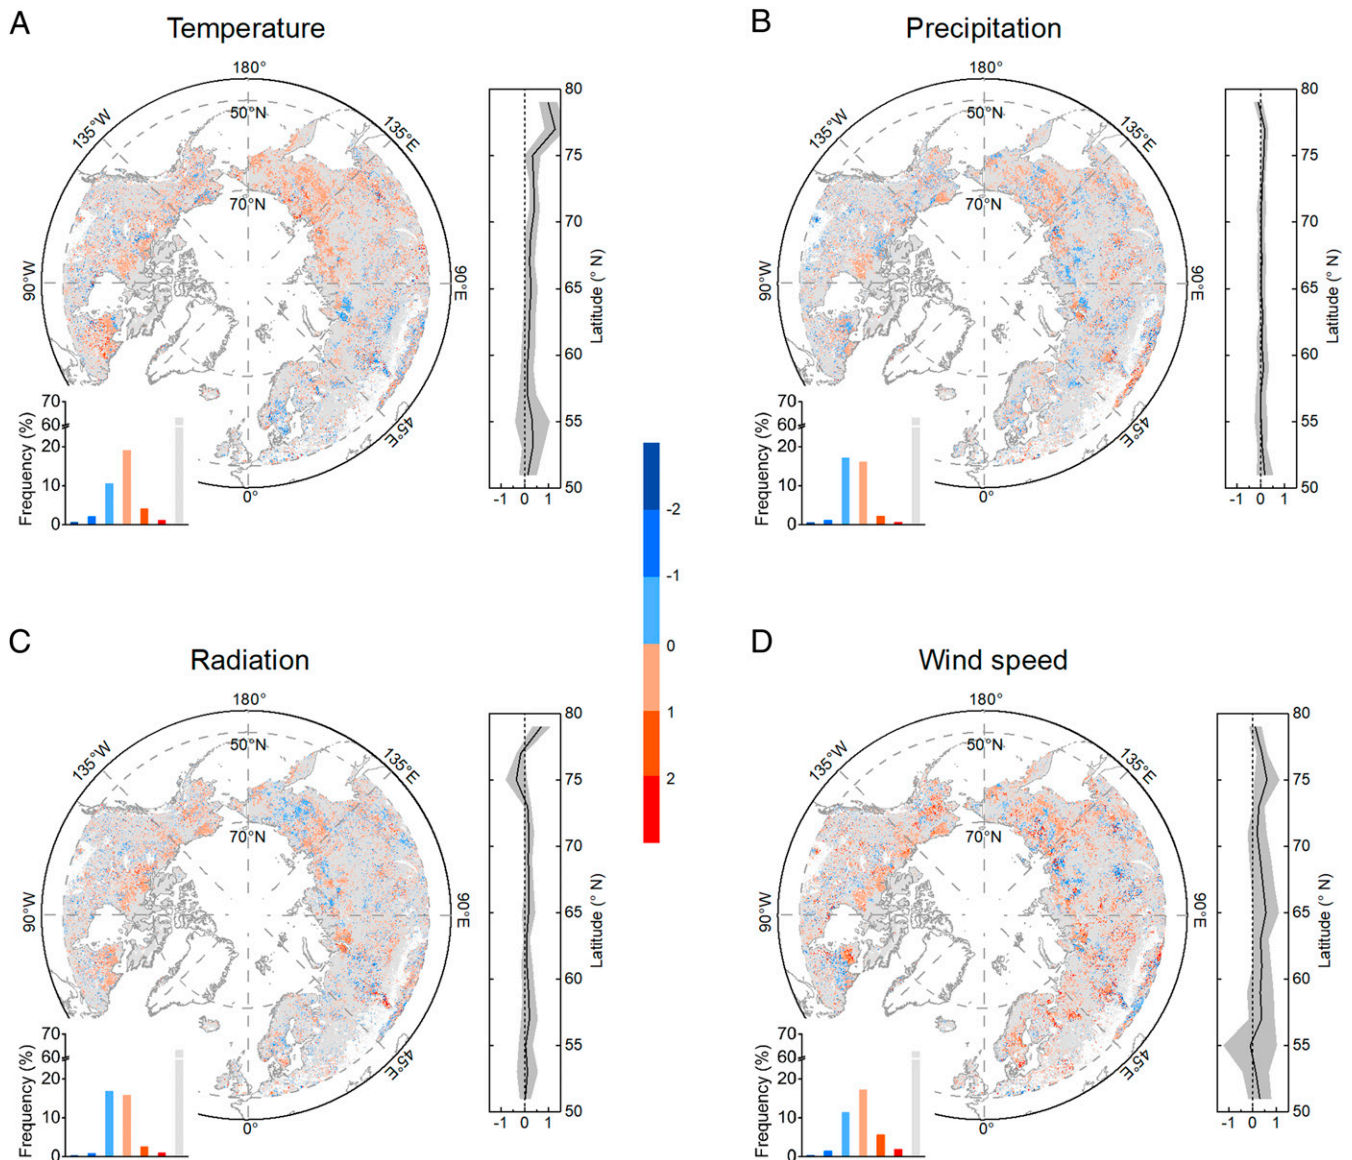 A
Temperature
180°
135°W
135°E
50°N
70°N
90°W
90°E
45°E
0°
Frequency (%)
70
60
20
10
0
80
75
70
65
60
55
50
Latitude (° N)
-1 0 1
B
Precipitation
180°
135°W
135°E
50°N
70°N
90°W
90°E
45°E
0°
Frequency (%)
70
60
20
10
0
80
75
70
65
60
55
50
Latitude (° N)
-1 0 1
-2
-1
0
1
2
C
Radiation
180°
135°W
135°E
50°N
70°N
90°W
90°E
45°E
0°
Frequency (%)
70
60
20
10
0
80
75
70
65
60
55
50
Latitude (° N)
-1 0 1
D
Wind speed
180°
135°W
135°E
50°N
70°N
90°W
90°E
45°E
0°
Frequency (%)
70
60
20
10
0
80
75
70
65
60
55
50
Latitude (° N)
-1 0 1